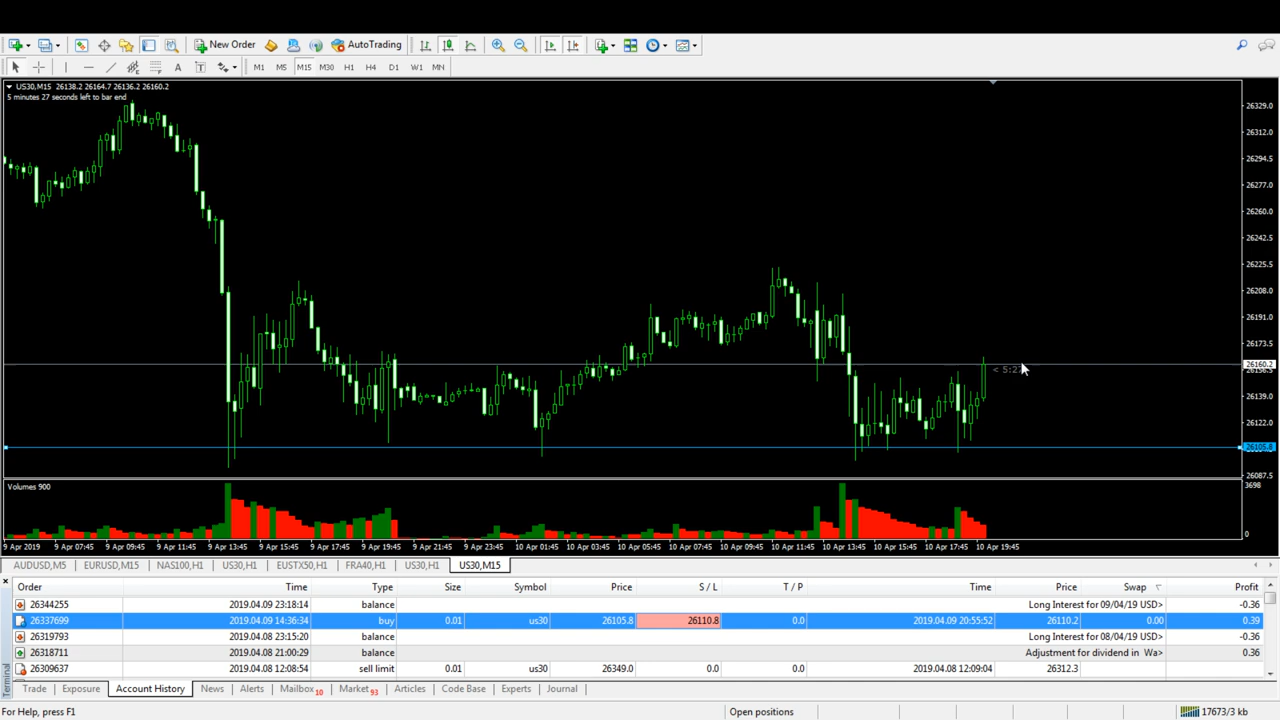 New Order AutoTrading
A T M1 M5 M15 M30 H1 H4 D1 W1 MN
US30,M15 26138.2 26164.7 26136.2 26160.2
5 minutes 27 seconds left to bar end
26329.0
26312.0
26294.5
26277.0
26260.0
26242.5
26225.5
26208.0
26191.0
26173.5
26160.2
< 5:27
26139.0
26122.0
26105.8
26087.5
Volumes 900
3698
0
9 Apr 2019 9 Apr 07:45 9 Apr 09:45 9 Apr 11:45 9 Apr 13:45 9 Apr 15:45 9 Apr 17:45 9 Apr 19:45 9 Apr 21:45 9 Apr 23:45 10 Apr 01:45 10 Apr 03:45 10 Apr 05:45 10 Apr 07:45 10 Apr 09:45 10 Apr 11:45 10 Apr 13:45 10 Apr 15:45 10 Apr 17:45 10 Apr 19:45
AUDUSD,M5 EURUSD,M15 NAS100,H1 US30,H1 EUSTX50,H1 FRA40,H1 US30,H1 US30,M15
Order Time Type Size Symbol Price S / L T / P Time Price Swap Profit
26344255 2019.04.09 23:18:14 balance Long Interest for 09/04/19 USD> -0.36
26337699 2019.04.09 14:36:34 buy 0.01 us30 26105.8 26110.8 0.0 2019.04.09 20:55:52 26110.2 0.00 0.39
26319793 2019.04.08 23:15:20 balance Long Interest for 08/04/19 USD> -0.36
26318711 2019.04.08 21:00:29 balance Adjustment for dividend in Wa> 0.36
26309637 2019.04.08 12:08:54 sell limit 0.01 us30 26349.0 0.0 0.0 2019.04.08 12:09:04 26312.3
Terminal
Trade Exposure Account History News Alerts Mailbox 10 Market 93 Articles Code Base Experts Journal
For Help, press F1 Open positions 17673/3 kb